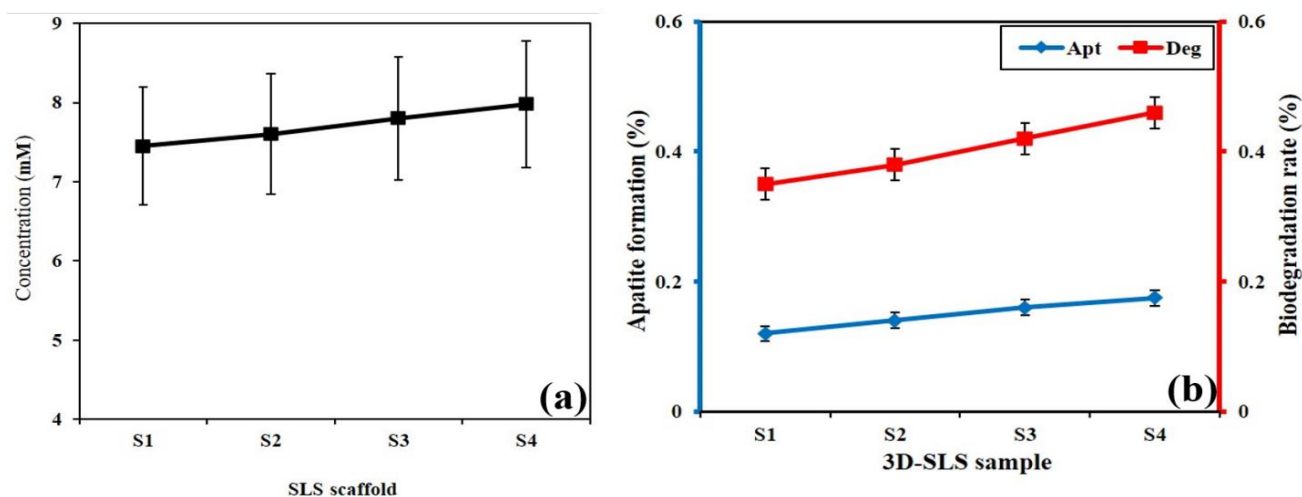 9
8
7
6
5
4
Concentration (mM)
S1 S2 S3 S4
SLS scaffold
(a)
0.6
0.4
0.2
0
Apatite formation (%)
Apt Deg
0.6
0.4
0.2
0
Biodegradation rate (%)
(b)
S1 S2 S3 S4
3D-SLS sample